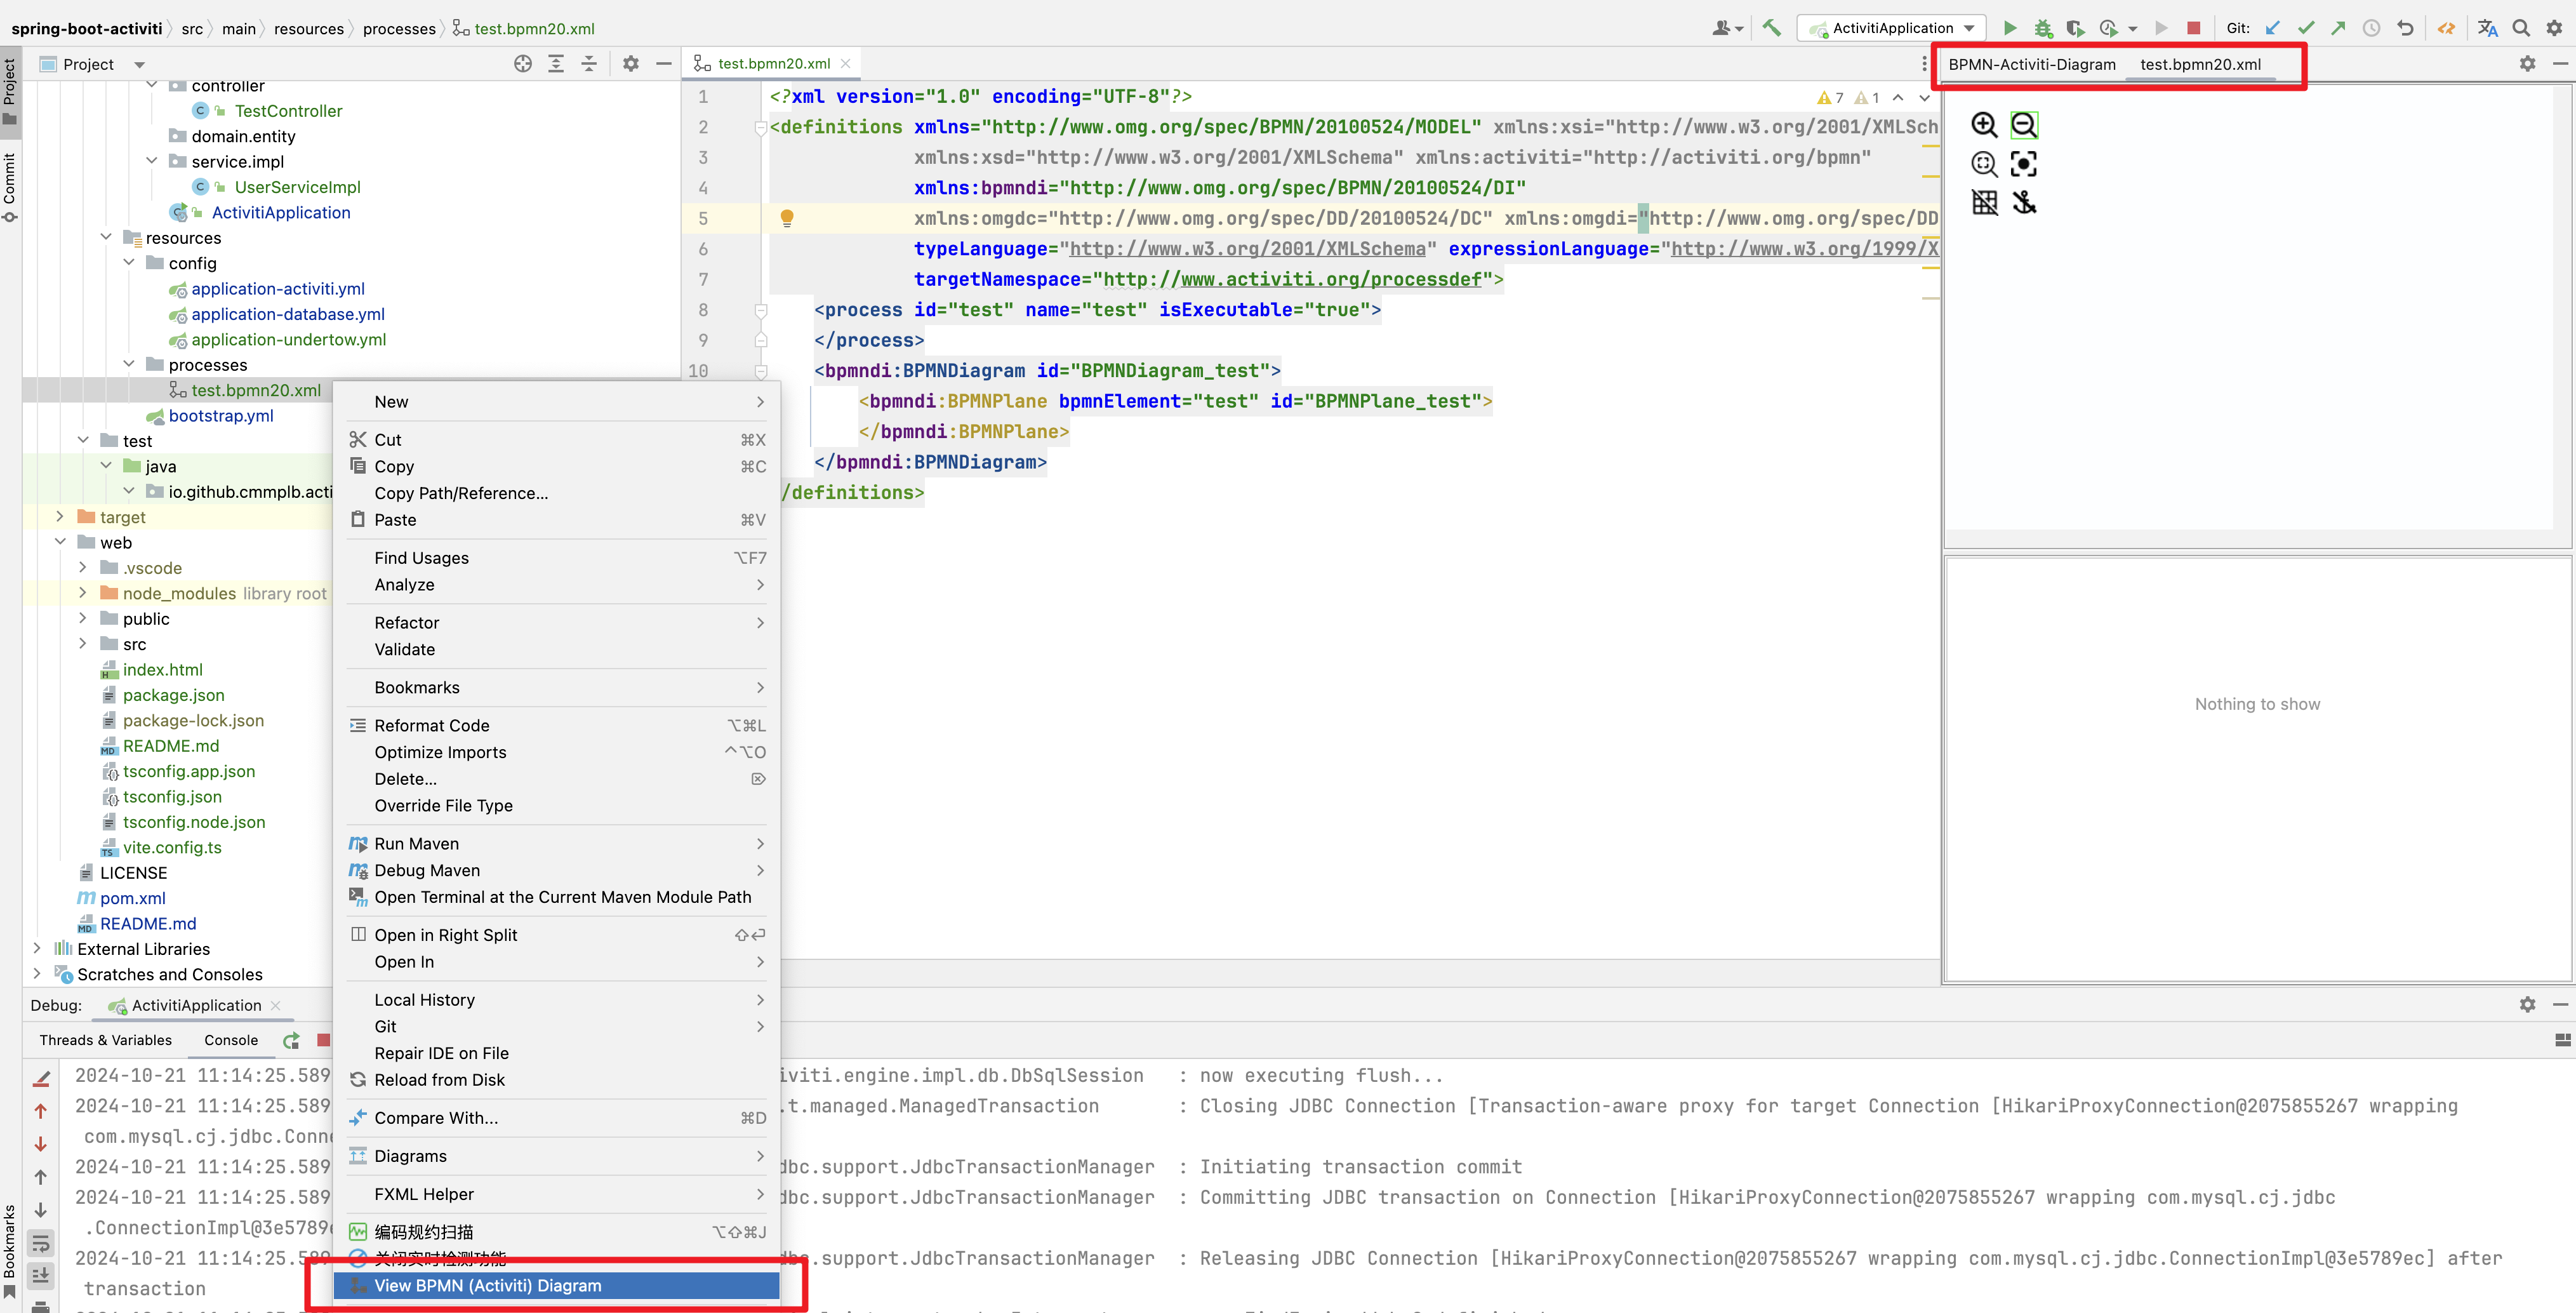 spring-boot-activiti src main resources processes test.bpmn20.xml
ActivitiApplication
Git:
Project
Commit
Bookmarks
Project
controller
TestController
domain.entity
service.impl
UserServiceImpl
ActivitiApplication
resources
config
application-activiti.yml
application-database.yml
application-undertow.yml
processes
test.bpmn20.xml
bootstrap.yml
test
java
io.github.cmmplb.acti
target
web
.vscode
node_modules library root
public
src
index.html
package.json
package-lock.json
README.md
tsconfig.app.json
tsconfig.json
tsconfig.node.json
vite.config.ts
LICENSE
pom.xml
README.md
External Libraries
Scratches and Consoles
test.bpmn20.xml
7 1
1 <?xml version="1.0" encoding="UTF-8"?>
2 <definitions xmlns="http://www.omg.org/spec/BPMN/20100524/MODEL" xmlns:xsi="http://www.w3.org/2001/XMLSch
3 xmlns:xsd="http://www.w3.org/2001/XMLSchema" xmlns:activiti="http://activiti.org/bpmn"
4 xmlns:bpmndi="http://www.omg.org/spec/BPMN/20100524/DI"
5 xmlns:omgdc="http://www.omg.org/spec/DD/20100524/DC" xmlns:omgdi="http://www.omg.org/spec/DD
6 typeLanguage="http://www.w3.org/2001/XMLSchema" expressionLanguage="http://www.w3.org/1999/X
7 targetNamespace="http://www.activiti.org/processdef">
8 <process id="test" name="test" isExecutable="true">
9 </process>
10 <bpmndi:BPMNDiagram id="BPMNDiagram_test">
<bpmndi:BPMNPlane bpmnElement="test" id="BPMNPlane_test">
</bpmndi:BPMNPlane>
</bpmndi:BPMNDiagram>
/definitions>
BPMN-Activiti-Diagram test.bpmn20.xml
Nothing to show
New
Cut ⌘X
Copy ⌘C
Copy Path/Reference...
Paste ⌘V
Find Usages ⌥F7
Analyze
Refactor
Validate
Bookmarks
Reformat Code ⌥⌘L
Optimize Imports ^⌥O
Delete... ⌦
Override File Type
Run Maven
Debug Maven
Open Terminal at the Current Maven Module Path
Open in Right Split ⇧↩
Open In
Local History
Git
Repair IDE on File
Reload from Disk
Compare With... ⌘D
Diagrams
FXML Helper
编码规约扫描 ⌥⇧⌘J
关闭实时检测功能
View BPMN (Activiti) Diagram
Debug: ActivitiApplication
Threads & Variables Console
2024-10-21 11:14:25.589 iviti.engine.impl.db.DbSqlSession : now executing flush...
2024-10-21 11:14:25.589 .t.managed.ManagedTransaction : Closing JDBC Connection [Transaction-aware proxy for target Connection [HikariProxyConnection@2075855267 wrapping
com.mysql.cj.jdbc.Conne
2024-10-21 11:14:25.589 dbc.support.JdbcTransactionManager : Initiating transaction commit
2024-10-21 11:14:25.589 dbc.support.JdbcTransactionManager : Committing JDBC transaction on Connection [HikariProxyConnection@2075855267 wrapping com.mysql.cj.jdbc
.ConnectionImpl@3e5789e
2024-10-21 11:14:25.589 dbc.support.JdbcTransactionManager : Releasing JDBC Connection [HikariProxyConnection@2075855267 wrapping com.mysql.cj.jdbc.ConnectionImpl@3e5789ec] after
transaction